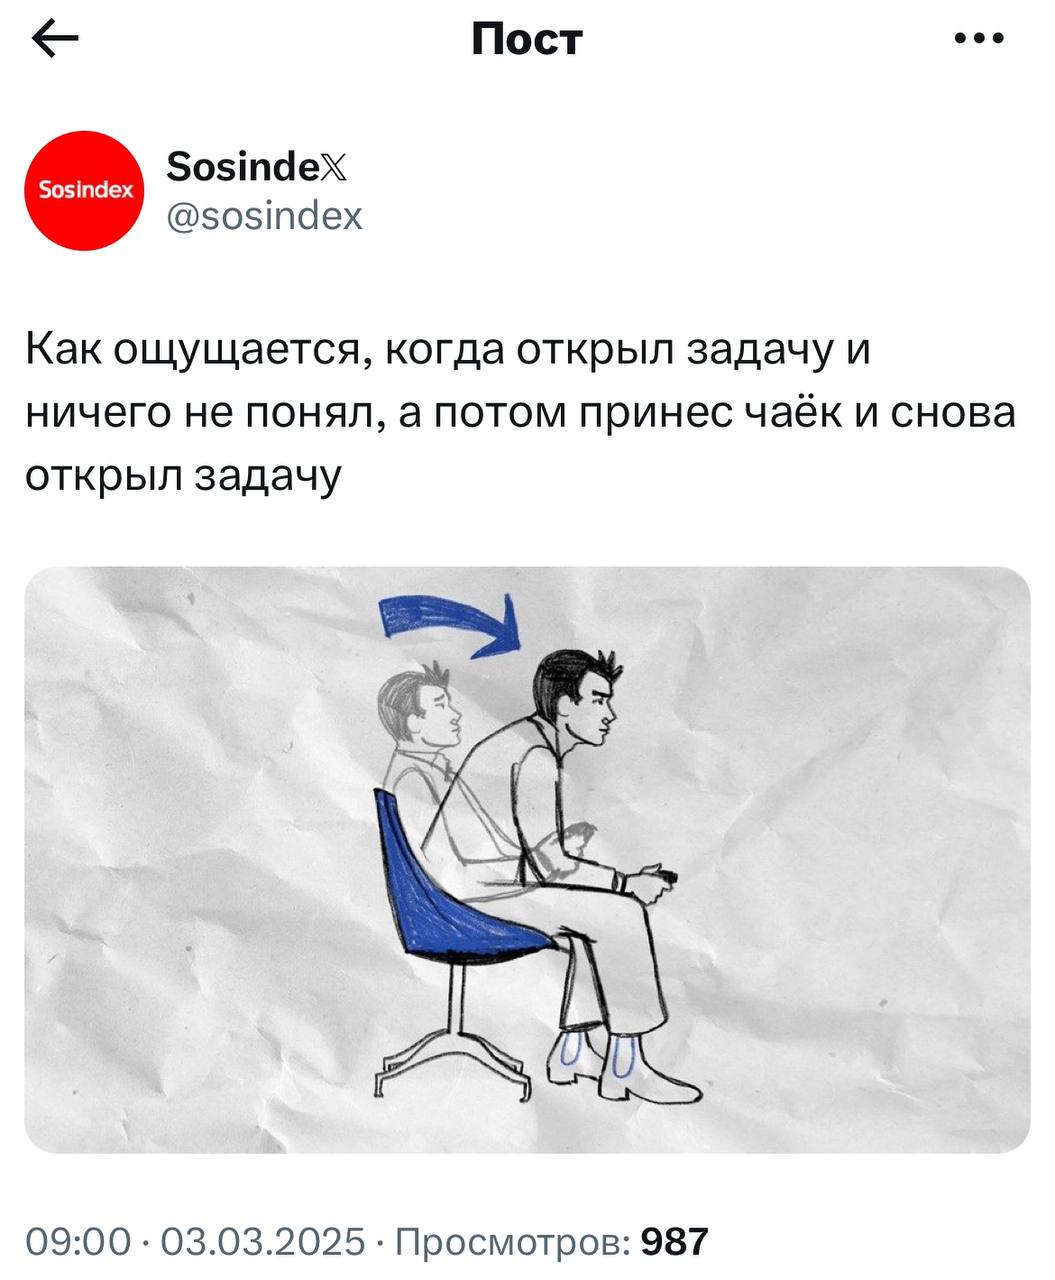 Пост
Sosindex
Sosinde𝕏
@sosindex
Как ощущается, когда открыл задачу и
ничего не понял, а потом принес чаёк и снова
открыл задачу
09:00 · 03.03.2025 · Просмотров: 987